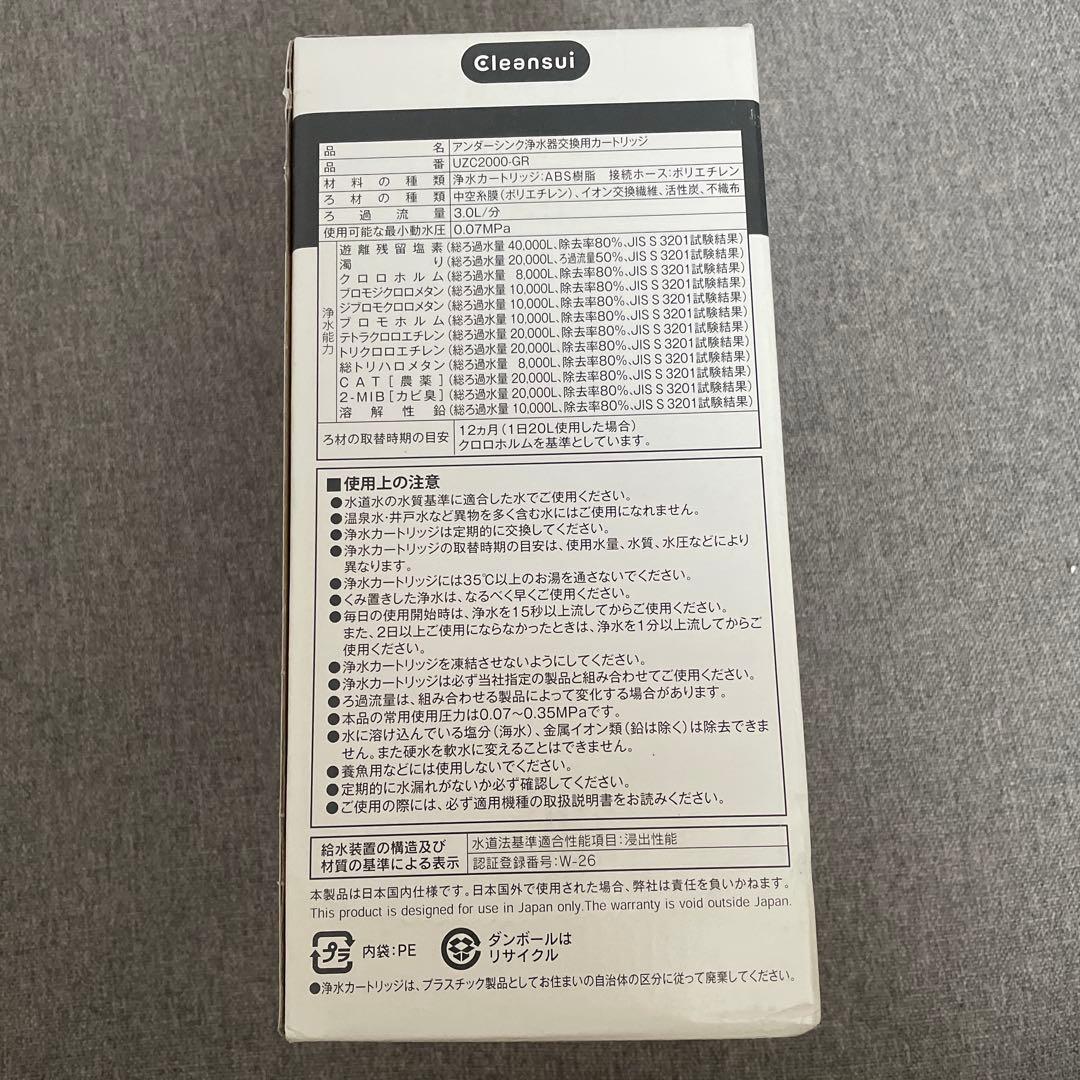 Cleansui
品名 アンダーシンク浄水器交換用カートリッジ
品番 UZC2000-GR
材料の種類 浄水カートリッジ:ABS樹脂 接続ホース:ポリエチレン
ろ材の種類 中空糸膜(ポリエチレン)、イオン交換繊維、活性炭、不織布
ろ過流量 3.0L/分
使用可能な最小動水圧 0.07MPa
浄水能力
遊離残留塩素(総ろ過水量 40,000L、除去率80%、JIS S 3201試験結果)
濁り(総ろ過水量 20,000L、ろ過流量50%、JIS S 3201試験結果)
クロロホルム(総ろ過水量 8,000L、除去率80%、JIS S 3201試験結果)
ブロモジクロロメタン(総ろ過水量 10,000L、除去率80%、JIS S 3201試験結果)
ジブロモクロロメタン(総ろ過水量 10,000L、除去率80%、JIS S 3201試験結果)
ブロモホルム(総ろ過水量 10,000L、除去率80%、JIS S 3201試験結果)
テトラクロロエチレン(総ろ過水量 20,000L、除去率80%、JIS S 3201試験結果)
トリクロロエチレン(総ろ過水量 20,000L、除去率80%、JIS S 3201試験結果)
総トリハロメタン(総ろ過水量 8,000L、除去率80%、JIS S 3201試験結果)
CAT[農薬](総ろ過水量 20,000L、除去率80%、JIS S 3201試験結果)
2-MIB[カビ臭](総ろ過水量 20,000L、除去率80%、JIS S 3201試験結果)
溶解性鉛(総ろ過水量 10,000L、除去率80%、JIS S 3201試験結果)
ろ材の取替時期の目安 12ヵ月(1日20L使用した場合)
クロロホルムを基準としています。
■使用上の注意
●水道水の水質基準に適合した水でご使用ください。
●温泉水・井戸水など異物を多く含む水にはご使用になれません。
●浄水カートリッジは定期的に交換してください。
●浄水カートリッジの取替時期の目安は、使用水量、水質、水圧などにより
異なります。
●浄水カートリッジには35℃以上のお湯を通さないでください。
●くみ置きした浄水は、なるべく早くご使用ください。
●毎日の使用開始時は、浄水を15秒以上流してからご使用ください。
また、2日以上ご使用にならなかったときは、浄水を1分以上流してからご
使用ください。
●浄水カートリッジを凍結させないようにしてください。
●浄水カートリッジは必ず当社指定の製品と組み合わせてご使用ください。
●ろ過流量は、組み合わせる製品によって変化する場合があります。
●本品の常用使用圧力は0.07〜0.35MPaです。
●水に溶け込んでいる塩分(海水)、金属イオン類(鉛は除く)は除去できま
せん。また硬水を軟水に変えることはできません。
●養魚用などには使用しないでください。
●定期的に水漏れがないか必ず確認してください。
●ご使用の際には、必ず適用機種の取扱説明書をお読みください。
給水装置の構造及び
材質の基準による表示
水道法基準適合性能項目:浸出性能
認証登録番号:W-26
本製品は日本国内仕様です。日本国外で使用された場合、弊社は責任を負いかねます。
This product is designed for use in Japan only.The warranty is void outside Japan.
プラ 内袋:PE
ダンボールは
リサイクル
●浄水カートリッジは、プラスチック製品としてお住まいの自治体の区分に従って廃棄してください。